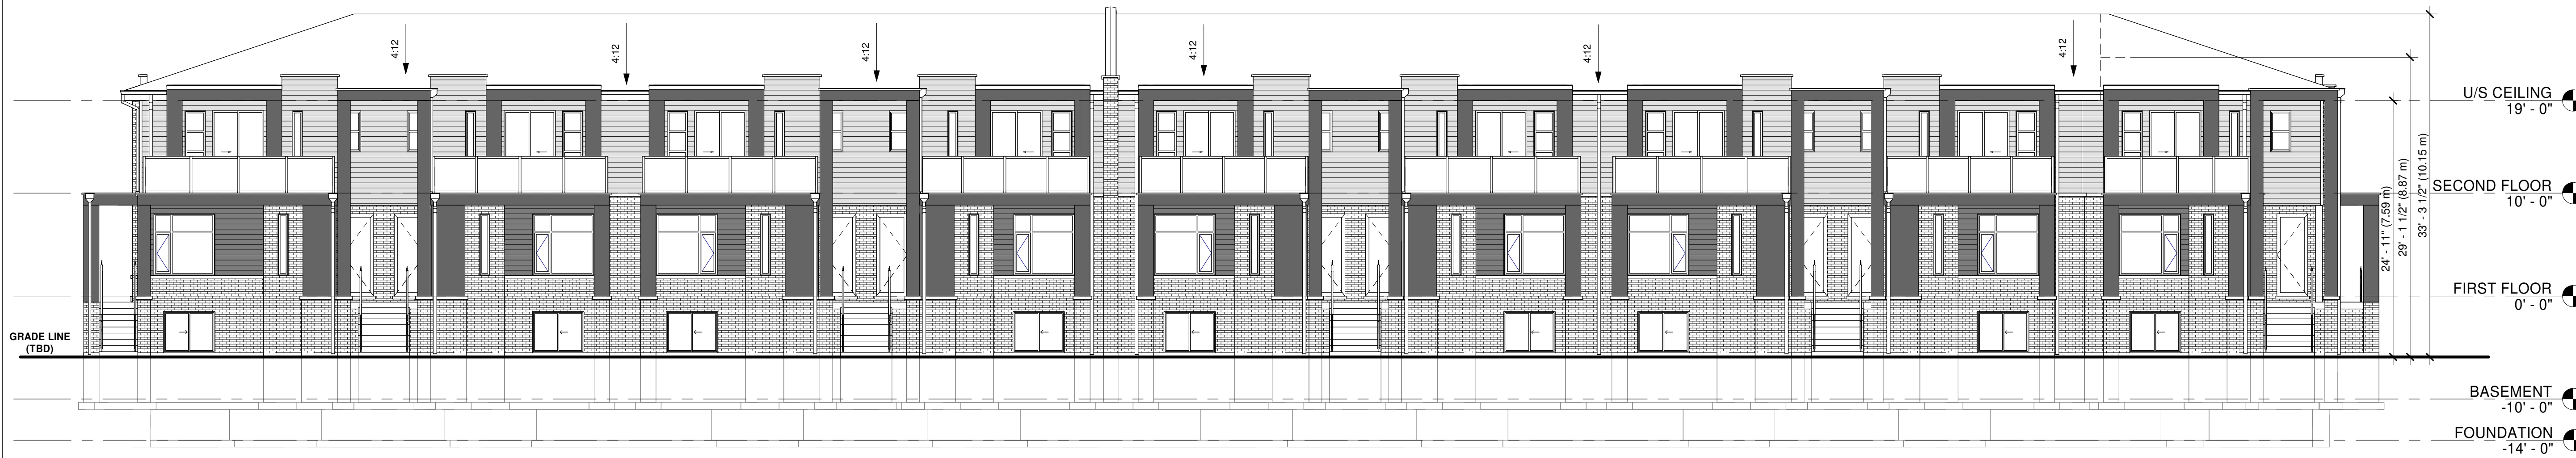 4:12
4:12
4:12
4:12
4:12
4:12
U/S CEILING
19' - 0"
SECOND FLOOR
10' - 0"
FIRST FLOOR
0' - 0"
BASEMENT
-10' - 0"
FOUNDATION
-14' - 0"
24' - 11" (7.59 m)
29' - 1 1/2" (8.87 m)
33' - 3 1/2" (10.15 m)
GRADE LINE
(TBD)